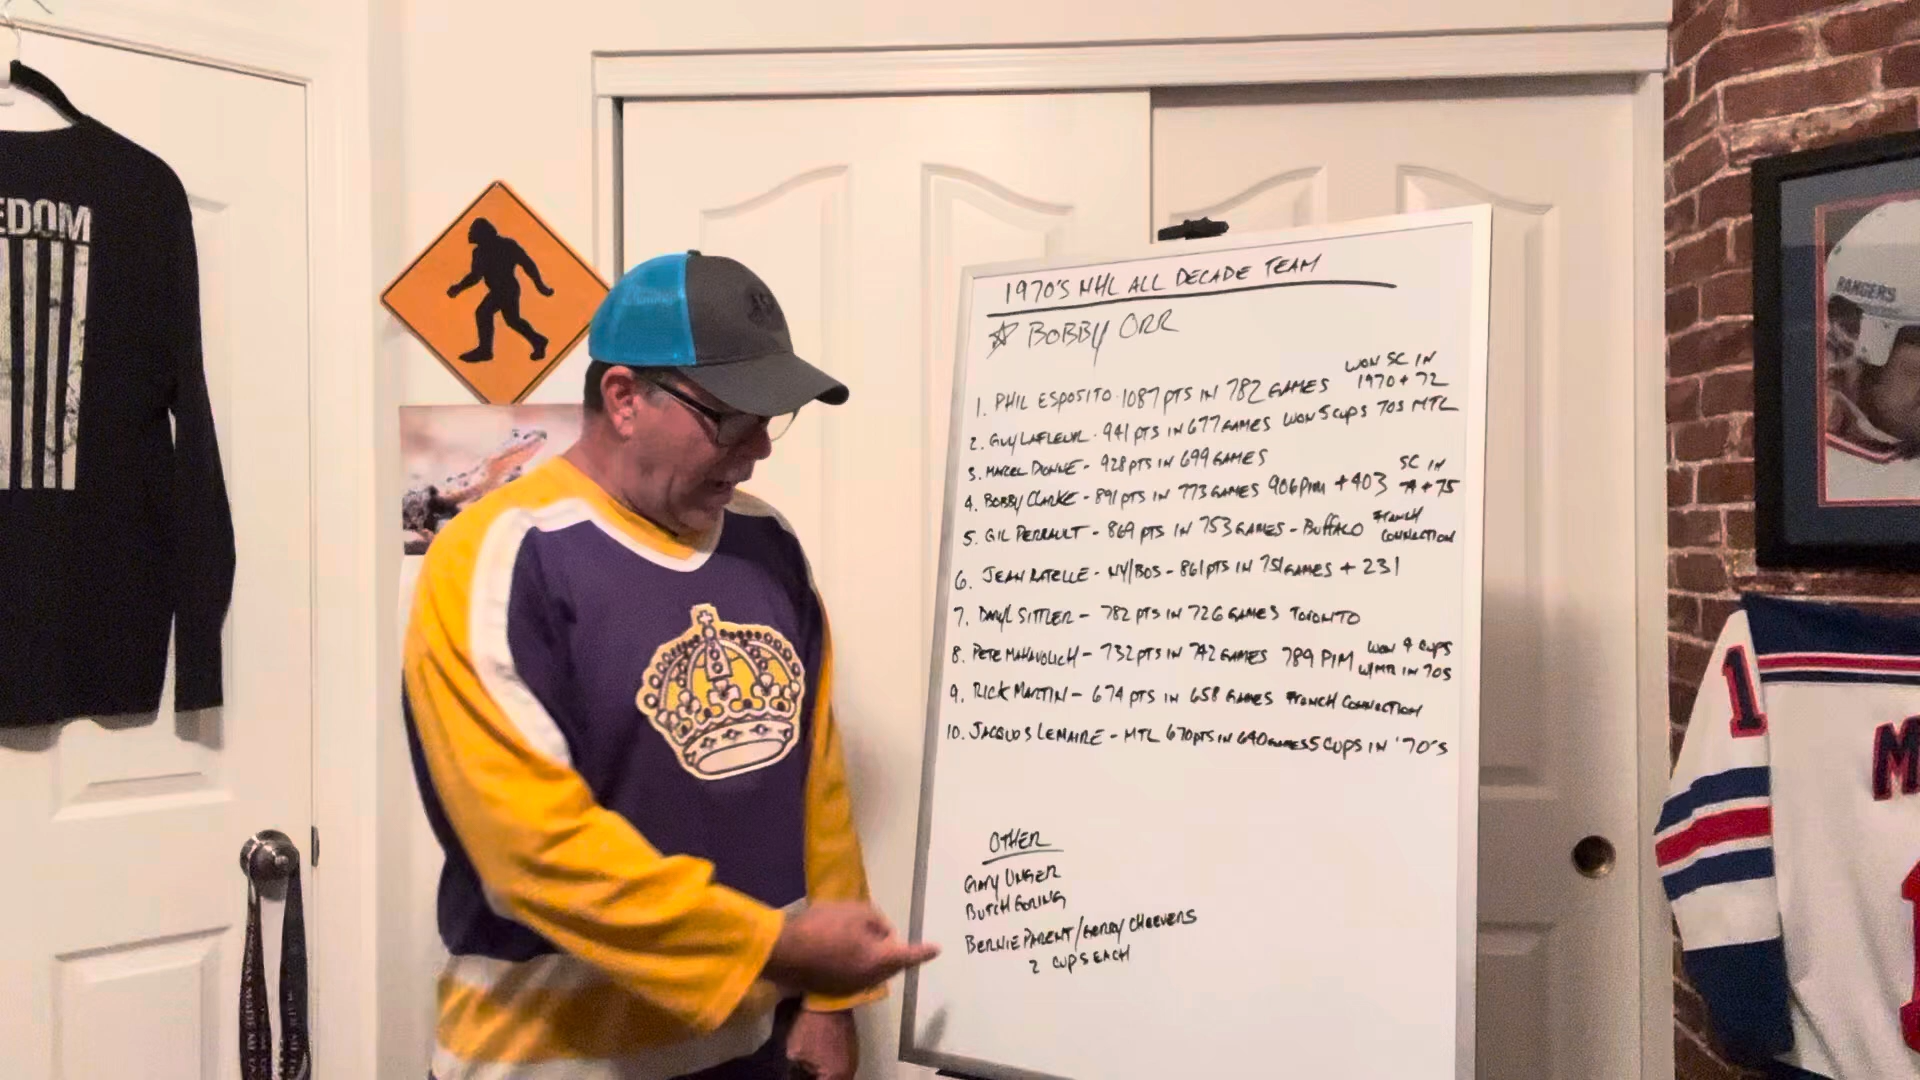 EDOM
1970'S NHL ALL DECADE TEAM
☆ BOBBY ORR
1. PHIL ESPOSITO - 1087 PTS IN 782 GAMES WON SC IN 1970 + 72
2. GUY LAFLEUR - 941 PTS IN 677 GAMES WON 5 CUPS 70S MTL
3. MARCEL DIONNE - 928 PTS IN 699 GAMES
4. BOBBY CLARKE - 891 PTS IN 773 GAMES 906 PIM +403 SC IN 74 + 75
5. GIL PERRAULT - 869 PTS IN 753 GAMES - BUFFALO FRENCH CONNECTION
6. JEAN RATELLE - NY/BOS - 861 PTS IN 751 GAMES + 231
7. DARYL SITTLER - 782 PTS IN 726 GAMES TORONTO
8. PETE MAHAVOLICH - 732 PTS IN 742 GAMES 789 PIM WON 4 CUPS W/MTR IN 70S
9. RICK MARTIN - 674 PTS IN 658 GAMES FRENCH CONNECTION
10. JACQUES LEMAIRE - MTL 670 PTS IN 640 GAMES 5 CUPS IN '70'S
OTHER
GARY UNGER
BUTCH GORING
BERNIE PARENT/GERRY CHEEVERS
2 CUPS EACH
RANGERS
1
M
1